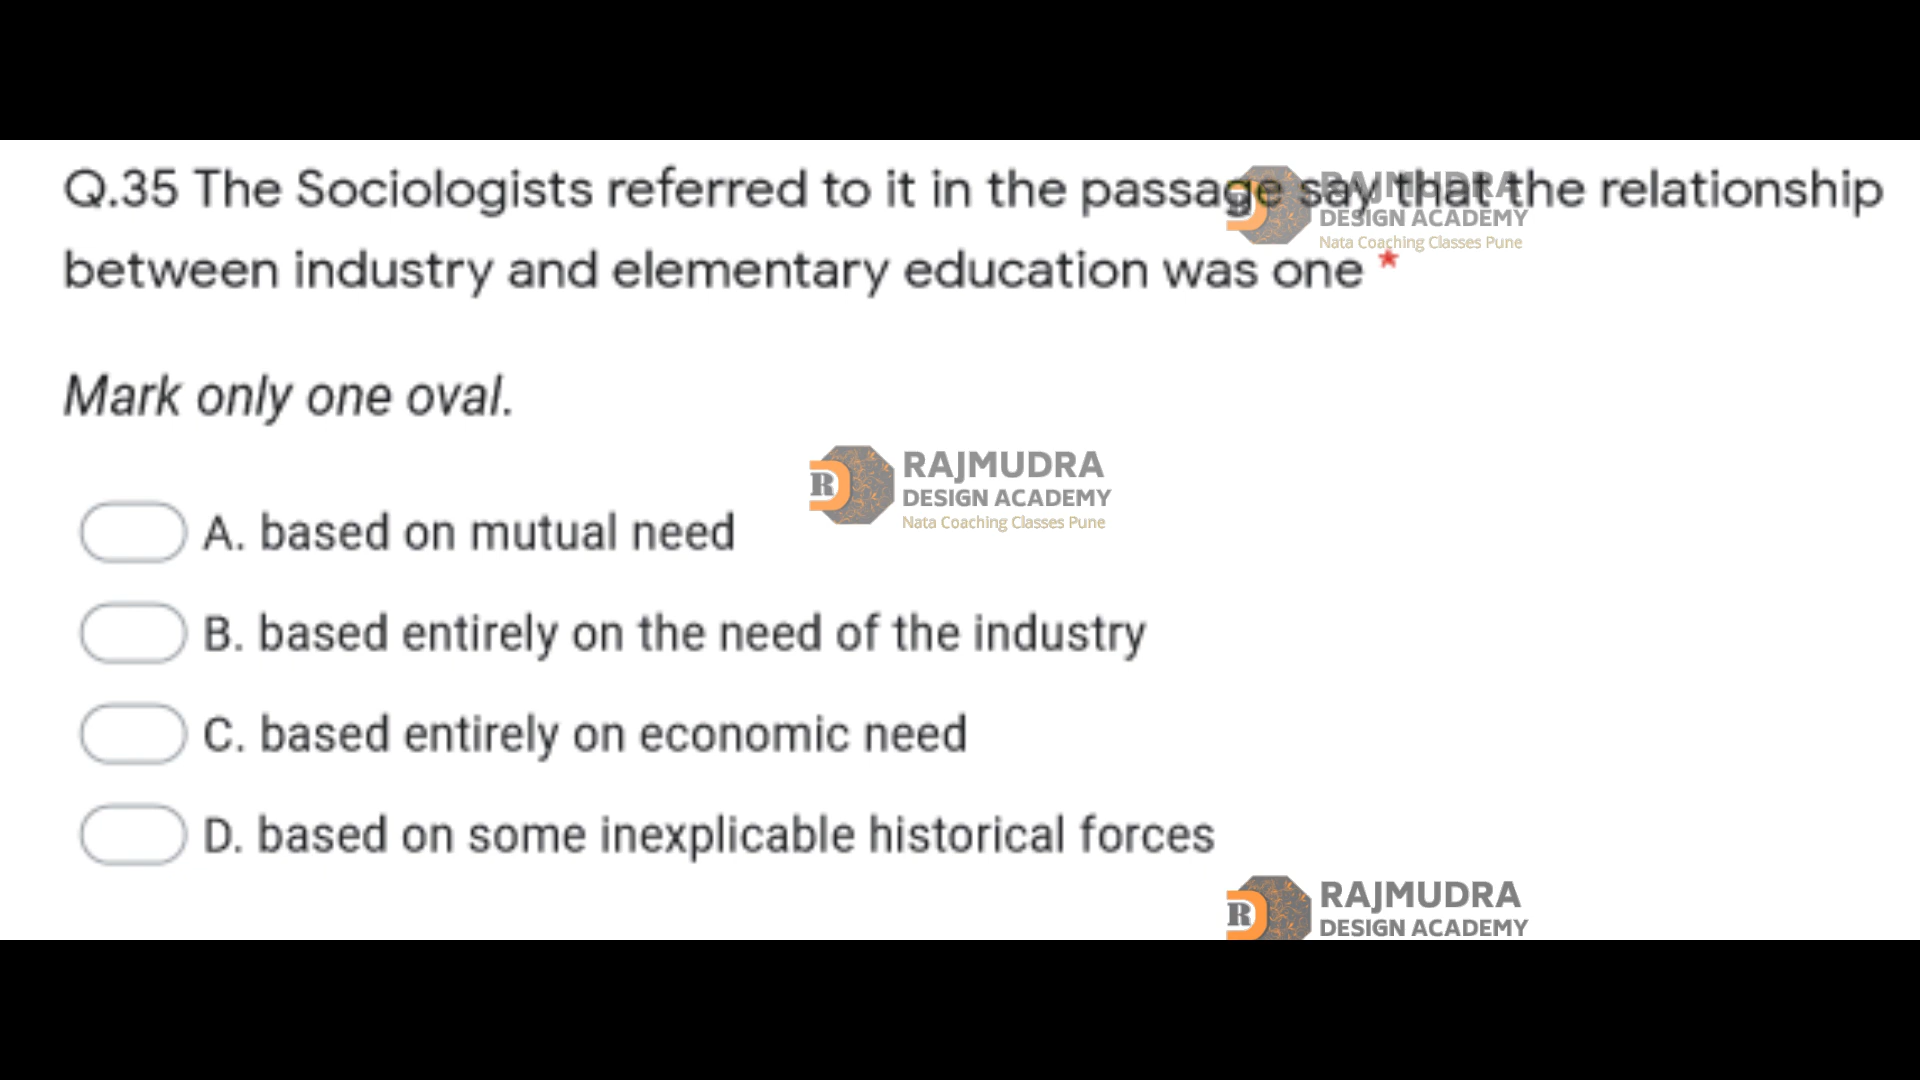 Q.35 The Sociologists referred to it in the passage say that the relationship
between industry and elementary education was one *
RAJMUDRA
DESIGN ACADEMY
Nata Coaching Classes Pune
Mark only one oval.
R
RAJMUDRA
DESIGN ACADEMY
Nata Coaching Classes Pune
A. based on mutual need
B. based entirely on the need of the industry
C. based entirely on economic need
D. based on some inexplicable historical forces
R
RAJMUDRA
DESIGN ACADEMY